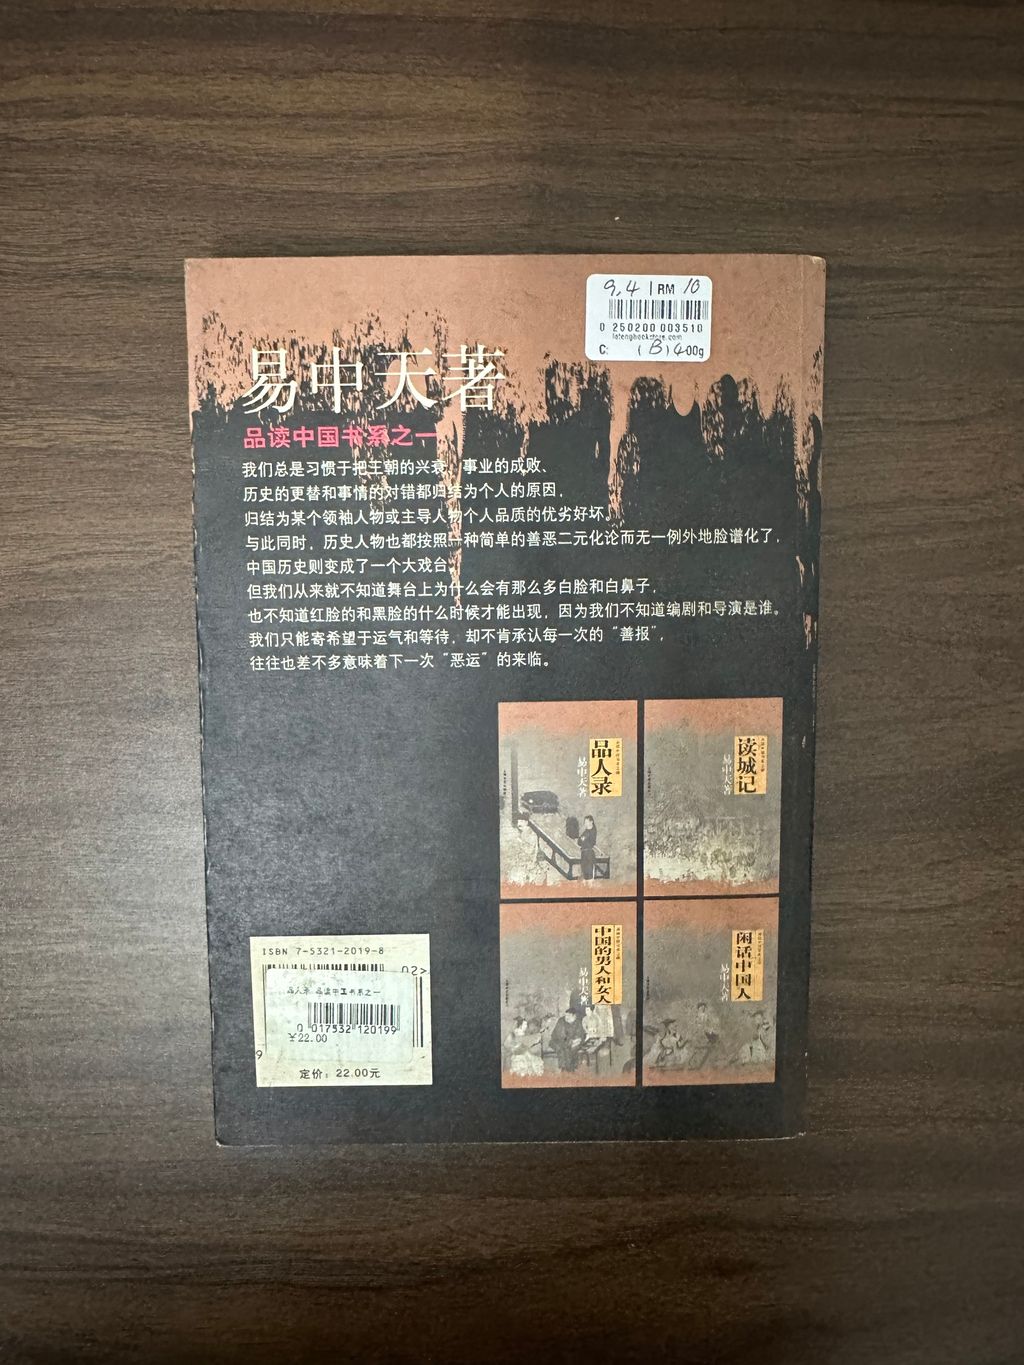 9,4 | RM 10
0 250200 003510
C: (B) 400g
易中天著
品读中国书系之一
我们总是习惯于把王朝的兴衰、事业的成败、
历史的更替和事情的对错都归结为个人的原因，
归结为某个领袖人物或主导人物个人品质的优劣好坏。
与此同时，历史人物也都按照一种简单的善恶二元化论而无一例外地脸谱化了，
中国历史则变成了一个大戏台。
但我们从来就不知道舞台上为什么会有那么多白脸和白鼻子，
也不知道红脸的和黑脸的什么时候才能出现，因为我们不知道编剧和导演是谁。
我们只能寄希望于运气和等待，却不肯承认每一次的“善报”，
往往也差不多意味着下一次“恶运”的来临。
品人录
易中天著
读城记
易中天著
中国的男人和女人
易中天著
闲话中国人
易中天著
ISBN 7-5321-2019-8
02>
品人录 品读中国书系之一
0 017532 120199
￥22.00
9
定价：22.00元